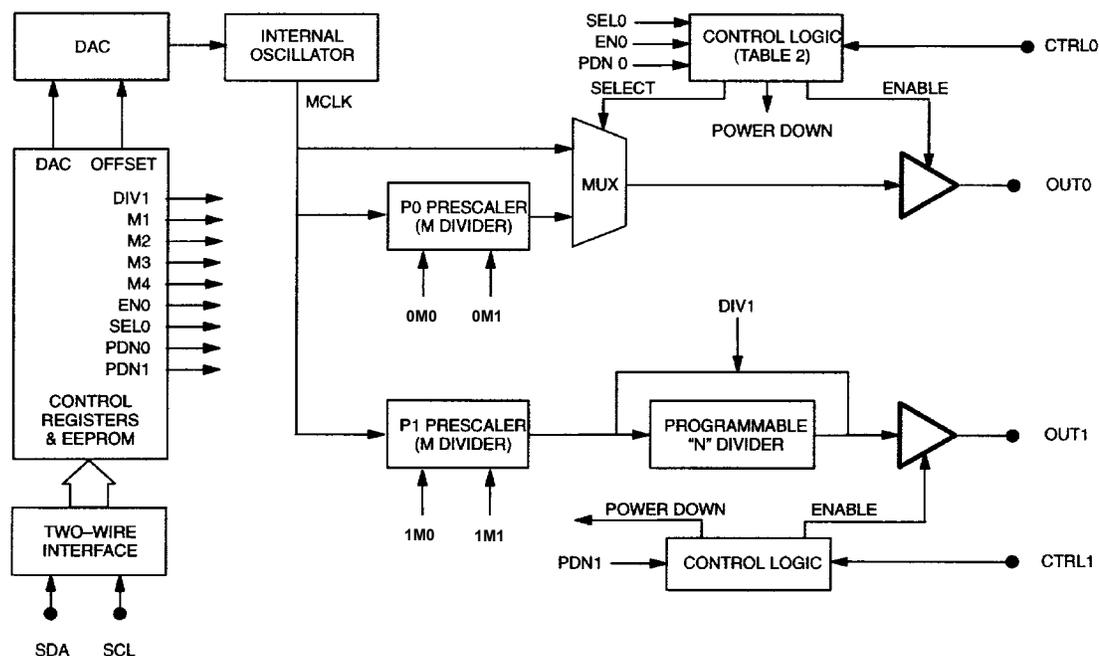 DAC
INTERNAL
OSCILLATOR
MCLK
SEL0
EN0
PDN 0
CONTROL LOGIC
(TABLE 2)
CTRL0
SELECT
ENABLE
POWER DOWN
MUX
OUT0
P0 PRESCALER
(M DIVIDER)
0M0
0M1
DAC OFFSET
DIV1
M1
M2
M3
M4
EN0
SEL0
PDN0
PDN1
CONTROL
REGISTERS
& EEPROM
DIV1
P1 PRESCALER
(M DIVIDER)
PROGRAMMABLE
“N” DIVIDER
OUT1
1M0
1M1
POWER DOWN
ENABLE
PDN1
CONTROL LOGIC
CTRL1
TWO–WIRE
INTERFACE
SDA
SCL